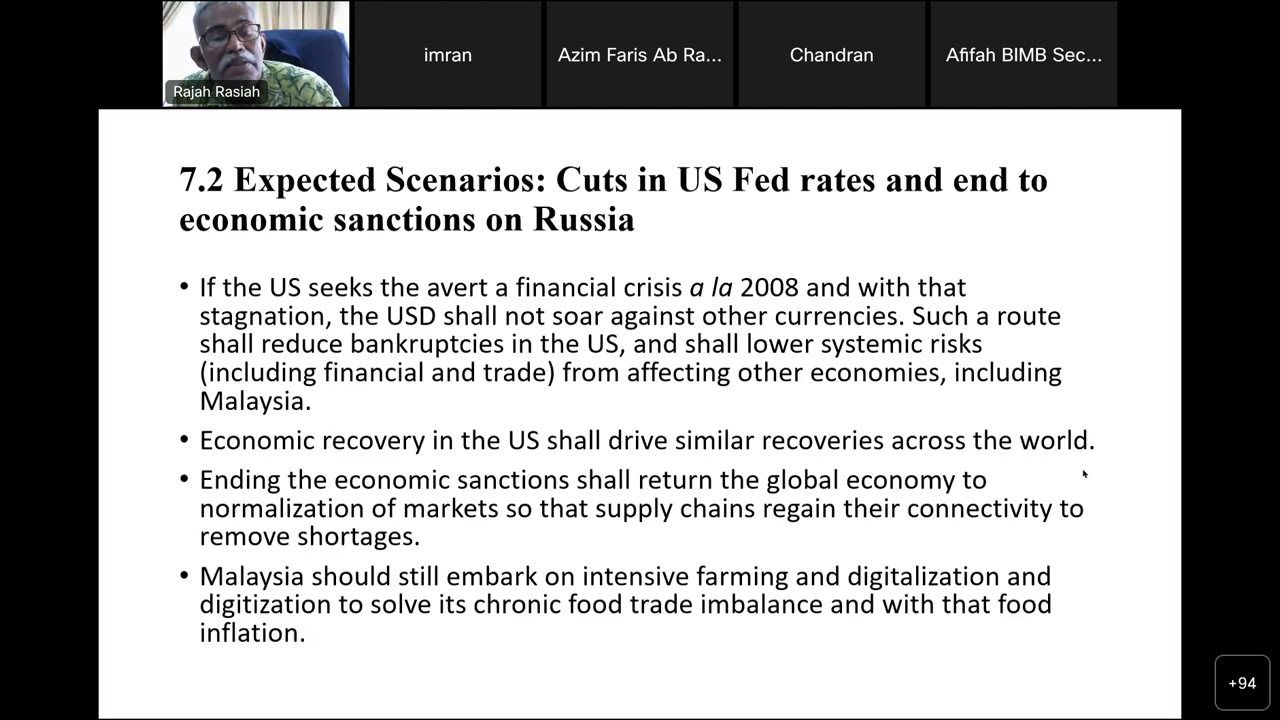 Rajah Rasiah
imran
Azim Faris Ab Ra...
Chandran
Afifah BIMB Sec...
7.2 Expected Scenarios: Cuts in US Fed rates and end to
economic sanctions on Russia
• If the US seeks the avert a financial crisis a la 2008 and with that
stagnation, the USD shall not soar against other currencies. Such a route
shall reduce bankruptcies in the US, and shall lower systemic risks
(including financial and trade) from affecting other economies, including
Malaysia.
• Economic recovery in the US shall drive similar recoveries across the world.
• Ending the economic sanctions shall return the global economy to
normalization of markets so that supply chains regain their connectivity to
remove shortages.
• Malaysia should still embark on intensive farming and digitalization and
digitization to solve its chronic food trade imbalance and with that food
inflation.
+94